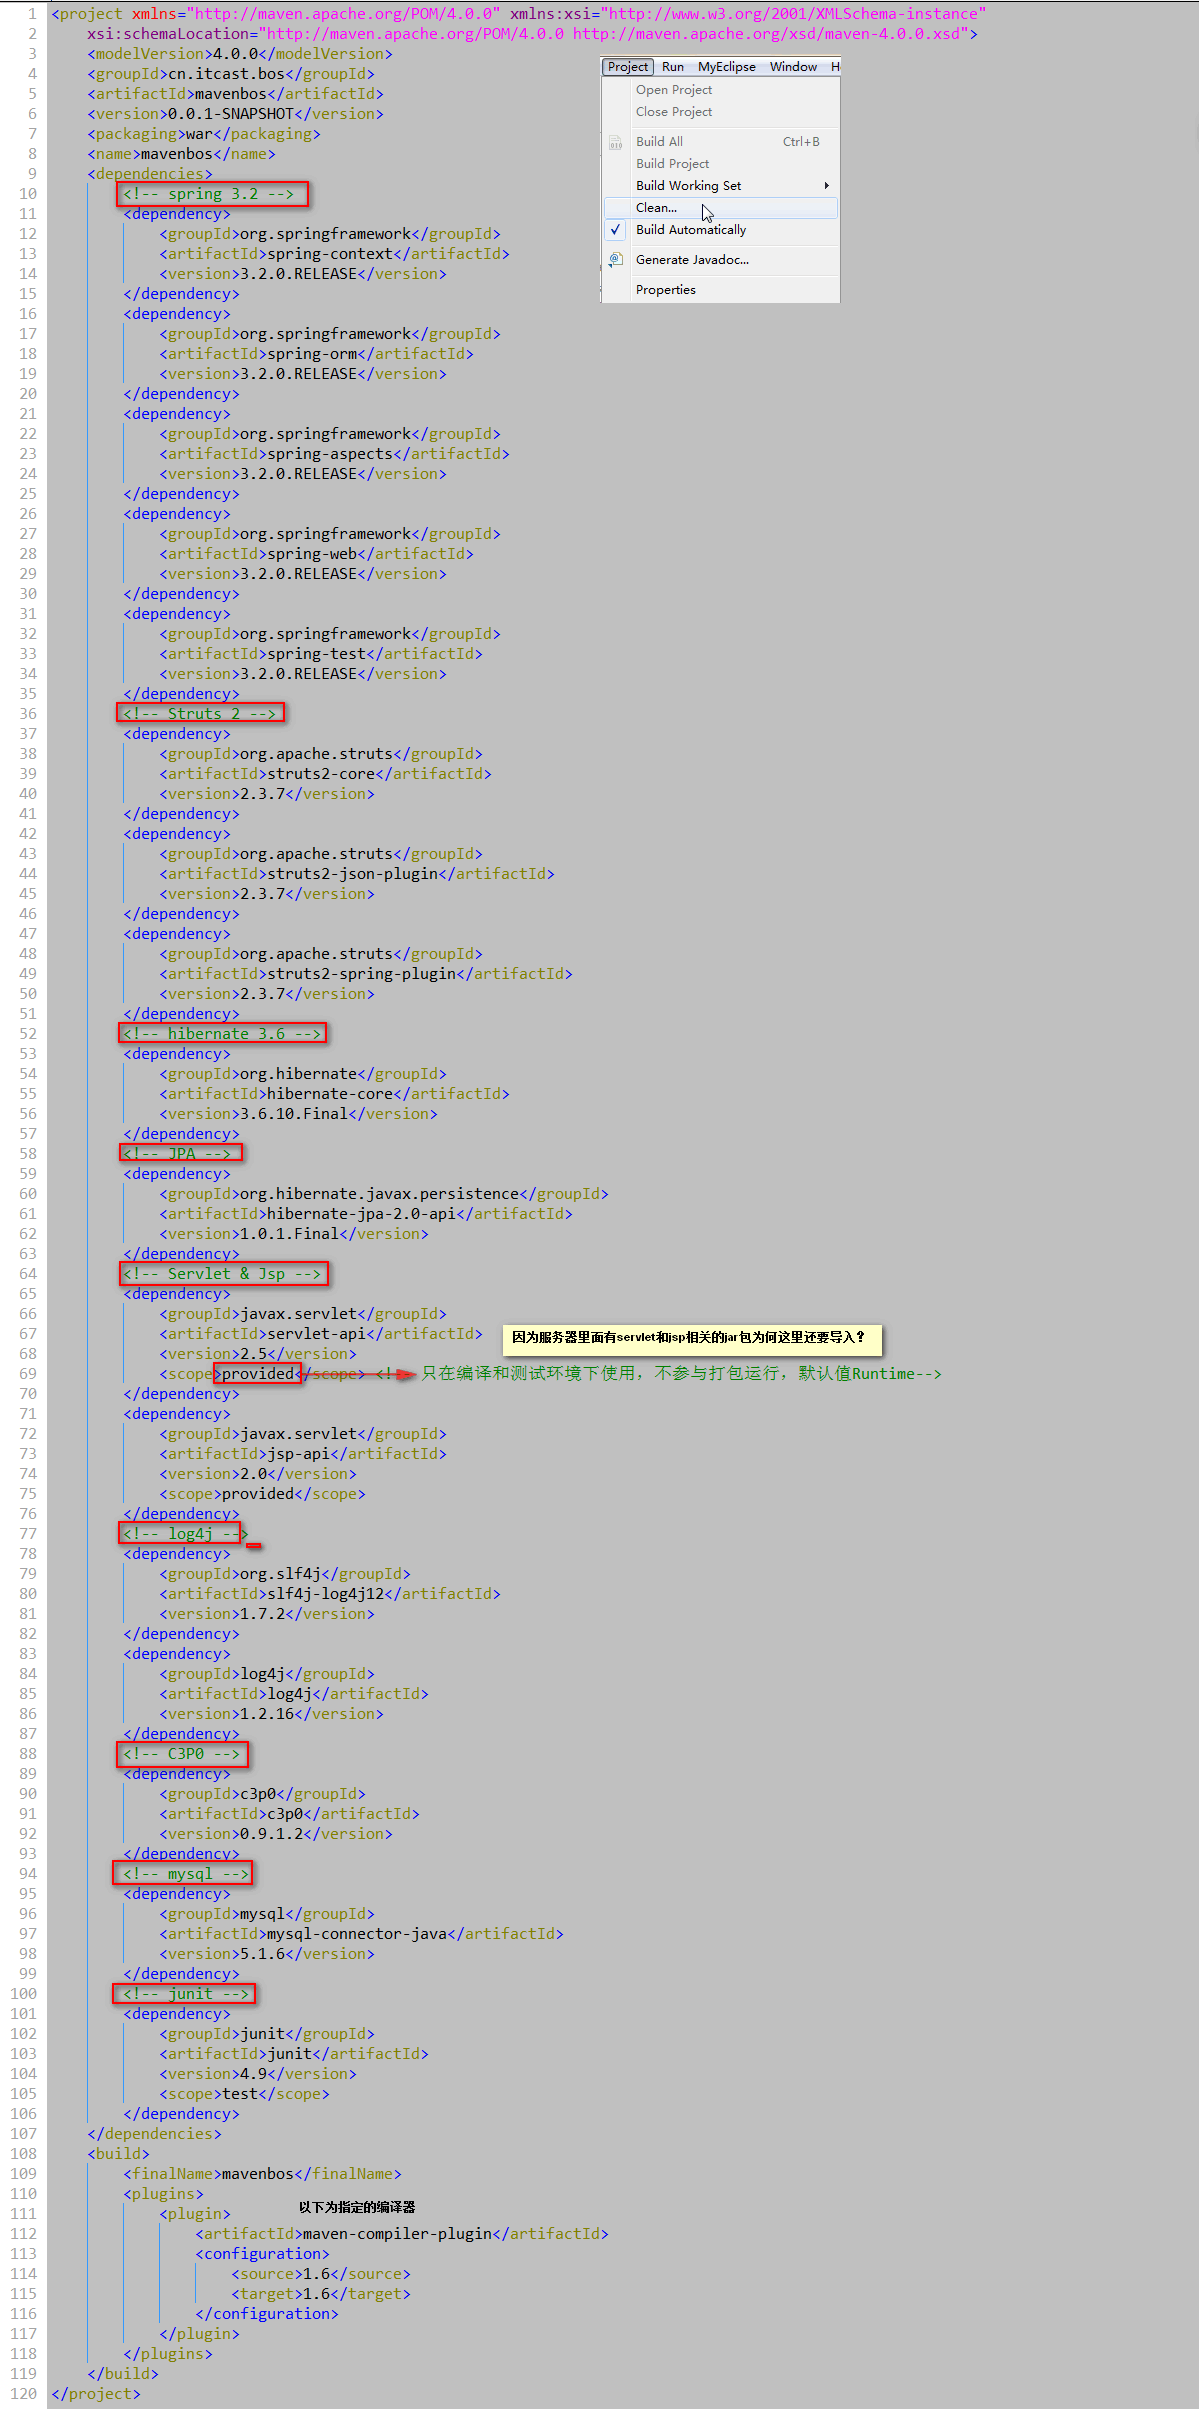 1 <project xmlns="http://maven.apache.org/POM/4.0.0" xmlns:xsi="http://www.w3.org/2001/XMLSchema-instance"
2 xsi:schemaLocation="http://maven.apache.org/POM/4.0.0 http://maven.apache.org/xsd/maven-4.0.0.xsd">
3 <modelVersion>4.0.0</modelVersion>
4 <groupId>cn.itcast.bos</groupId>
5 <artifactId>mavenbos</artifactId>
6 <version>0.0.1-SNAPSHOT</version>
7 <packaging>war</packaging>
8 <name>mavenbos</name>
9 <dependencies>
10 <!-- spring 3.2 -->
11 <dependency>
12 <groupId>org.springframework</groupId>
13 <artifactId>spring-context</artifactId>
14 <version>3.2.0.RELEASE</version>
15 </dependency>
Project Run MyEclipse Window H
Open Project
Close Project
Build All Ctrl+B
Build Project
Build Working Set
Clean...
Build Automatically
Generate Javadoc...
Properties
16 <dependency>
17 <groupId>org.springframework</groupId>
18 <artifactId>spring-orm</artifactId>
19 <version>3.2.0.RELEASE</version>
20 </dependency>
21 <dependency>
22 <groupId>org.springframework</groupId>
23 <artifactId>spring-aspects</artifactId>
24 <version>3.2.0.RELEASE</version>
25 </dependency>
26 <dependency>
27 <groupId>org.springframework</groupId>
28 <artifactId>spring-web</artifactId>
29 <version>3.2.0.RELEASE</version>
30 </dependency>
31 <dependency>
32 <groupId>org.springframework</groupId>
33 <artifactId>spring-test</artifactId>
34 <version>3.2.0.RELEASE</version>
35 </dependency>
36 <!-- Struts 2 -->
37 <dependency>
38 <groupId>org.apache.struts</groupId>
39 <artifactId>struts2-core</artifactId>
40 <version>2.3.7</version>
41 </dependency>
42 <dependency>
43 <groupId>org.apache.struts</groupId>
44 <artifactId>struts2-json-plugin</artifactId>
45 <version>2.3.7</version>
46 </dependency>
47 <dependency>
48 <groupId>org.apache.struts</groupId>
49 <artifactId>struts2-spring-plugin</artifactId>
50 <version>2.3.7</version>
51 </dependency>
52 <!-- hibernate 3.6 -->
53 <dependency>
54 <groupId>org.hibernate</groupId>
55 <artifactId>hibernate-core</artifactId>
56 <version>3.6.10.Final</version>
57 </dependency>
58 <!-- JPA -->
59 <dependency>
60 <groupId>org.hibernate.javax.persistence</groupId>
61 <artifactId>hibernate-jpa-2.0-api</artifactId>
62 <version>1.0.1.Final</version>
63 </dependency>
64 <!-- Servlet & Jsp -->
65 <dependency>
66 <groupId>javax.servlet</groupId>
67 <artifactId>servlet-api</artifactId>
因为服务器里面有servlet和jsp相关的jar包为何这里还要导入？
68 <version>2.5</version>
69 <scope>provided</scope> <!-- 只在编译和测试环境下使用，不参与打包运行，默认值Runtime-->
70 </dependency>
71 <dependency>
72 <groupId>javax.servlet</groupId>
73 <artifactId>jsp-api</artifactId>
74 <version>2.0</version>
75 <scope>provided</scope>
76 </dependency>
77 <!-- log4j -->
78 <dependency>
79 <groupId>org.slf4j</groupId>
80 <artifactId>slf4j-log4j12</artifactId>
81 <version>1.7.2</version>
82 </dependency>
83 <dependency>
84 <groupId>log4j</groupId>
85 <artifactId>log4j</artifactId>
86 <version>1.2.16</version>
87 </dependency>
88 <!-- C3P0 -->
89 <dependency>
90 <groupId>c3p0</groupId>
91 <artifactId>c3p0</artifactId>
92 <version>0.9.1.2</version>
93 </dependency>
94 <!-- mysql -->
95 <dependency>
96 <groupId>mysql</groupId>
97 <artifactId>mysql-connector-java</artifactId>
98 <version>5.1.6</version>
99 </dependency>
100 <!-- junit -->
101 <dependency>
102 <groupId>junit</groupId>
103 <artifactId>junit</artifactId>
104 <version>4.9</version>
105 <scope>test</scope>
106 </dependency>
107 </dependencies>
108 <build>
109 <finalName>mavenbos</finalName>
110 <plugins>
以下为指定的编译器
111 <plugin>
112 <artifactId>maven-compiler-plugin</artifactId>
113 <configuration>
114 <source>1.6</source>
115 <target>1.6</target>
116 </configuration>
117 </plugin>
118 </plugins>
119 </build>
120 </project>